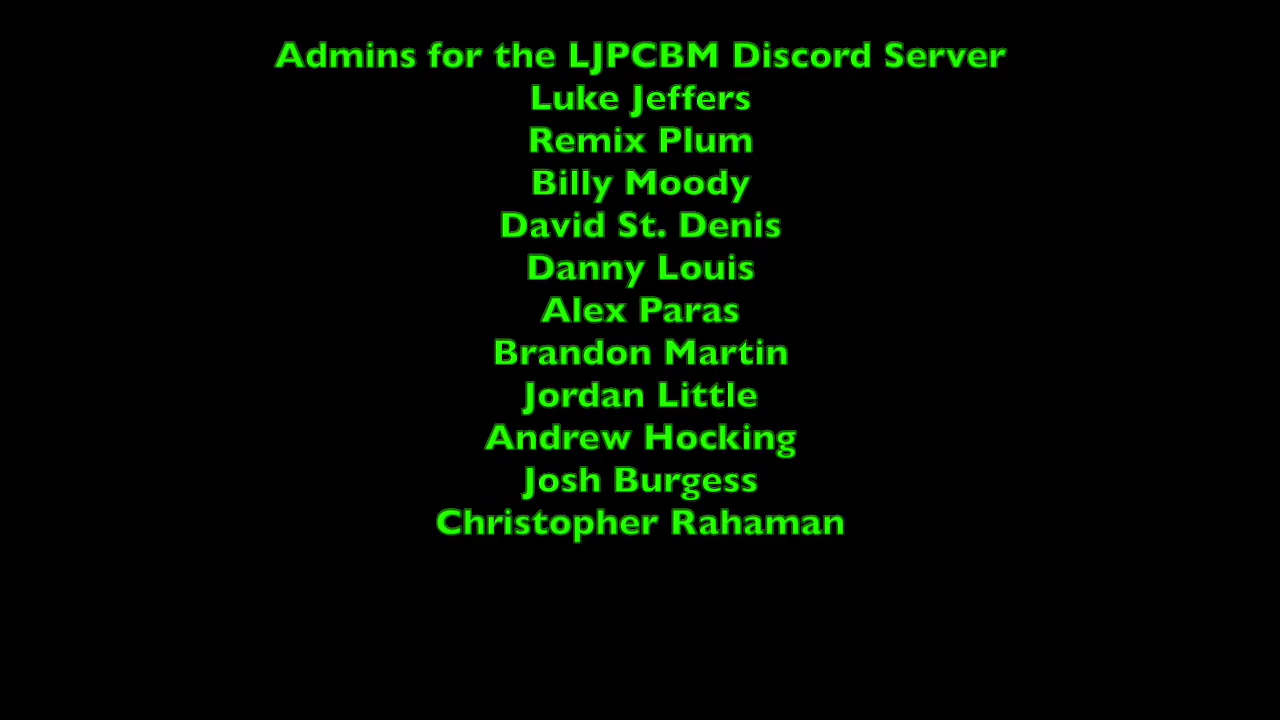 Admins for the LJPCBM Discord Server
Luke Jeffers
Remix Plum
Billy Moody
David St. Denis
Danny Louis
Alex Paras
Brandon Martin
Jordan Little
Andrew Hocking
Josh Burgess
Christopher Rahaman